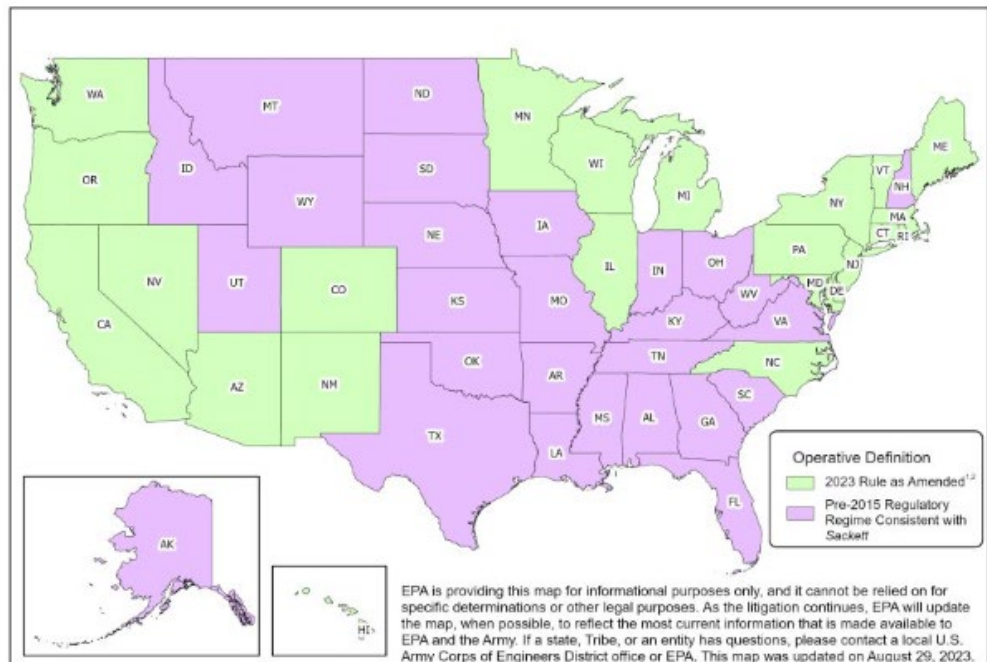 WA
MT
ND
MN
ME
OR
ID
SD
WI
VT
NH
WY
MI
NY
MA
CT
RI
IA
NE
PA
NJ
IL
IN
OH
MD
DE
NV
UT
CO
KS
MO
WV
VA
CA
KY
OK
TN
NC
AZ
NM
AR
SC
MS
AL
GA
TX
LA
FL
AK
HI
Operative Definition
2023 Rule as Amended1,2
Pre-2015 Regulatory
Regime Consistent with
Sackett
EPA is providing this map for informational purposes only, and it cannot be relied on for
specific determinations or other legal purposes. As the litigation continues, EPA will update
the map, when possible, to reflect the most current information that is made available to
EPA and the Army. If a state, Tribe, or an entity has questions, please contact a local U.S.
Army Corps of Engineers District office or EPA. This map was updated on August 29, 2023.